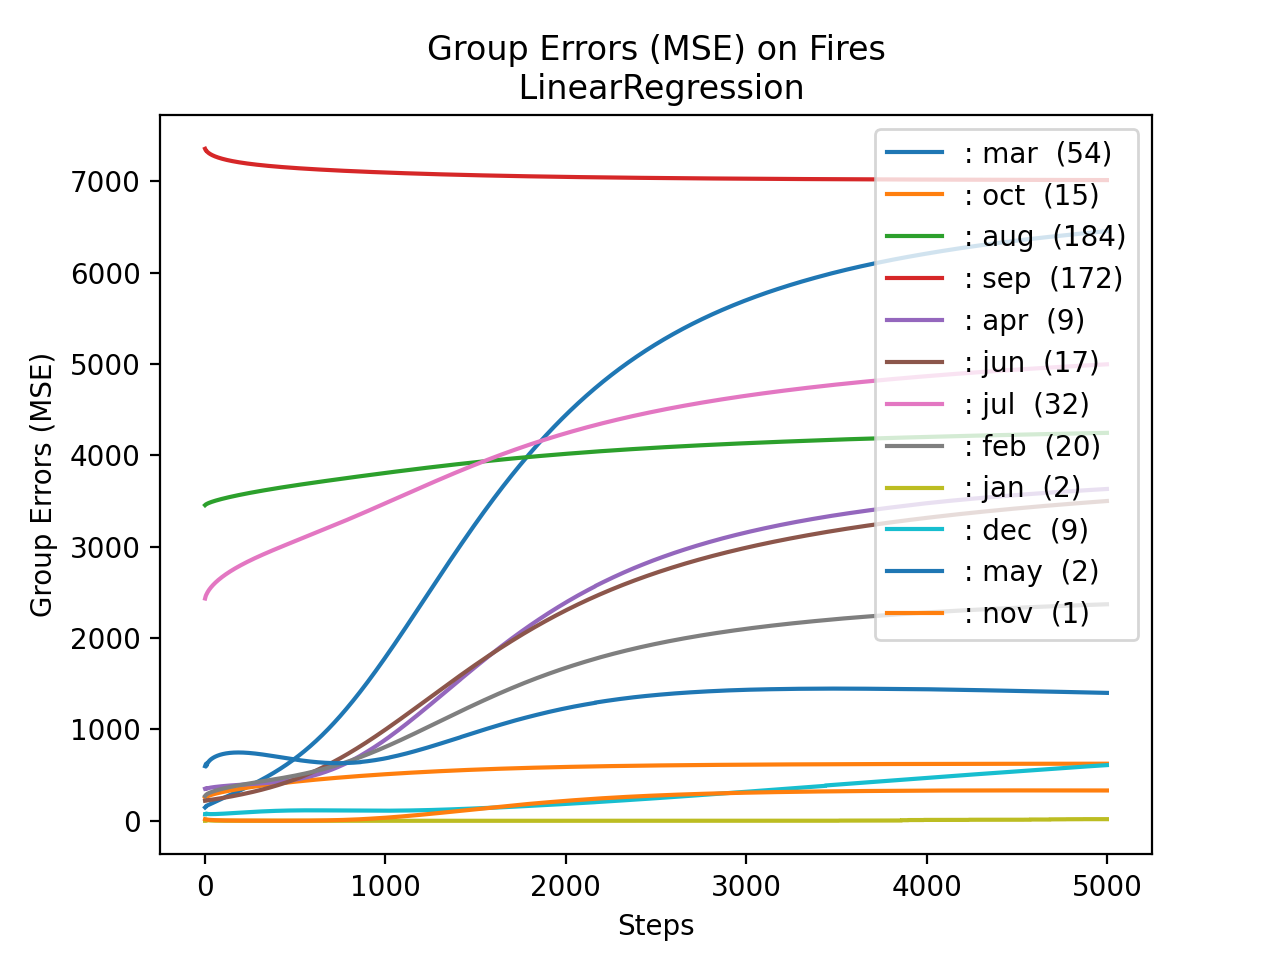 Group Errors (MSE) on Fires
LinearRegression
Group Errors (MSE)
7000
6000
5000
4000
3000
2000
1000
0
: mar (54)
: oct (15)
: aug (184)
: sep (172)
: apr (9)
: jun (17)
: jul (32)
: feb (20)
: jan (2)
: dec (9)
: may (2)
: nov (1)
0 1000 2000 3000 4000 5000
Steps